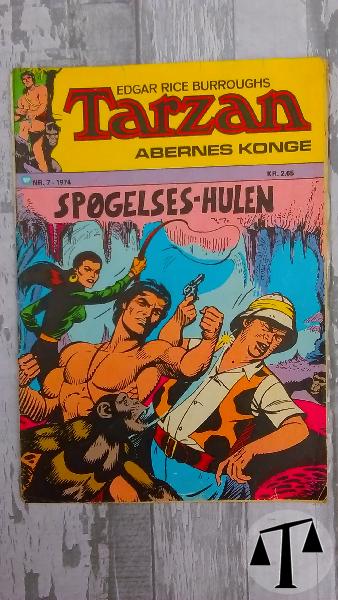 EDGAR RICE BURROUGHS
Tarzan
ABERNES KONGE
NR. 7 - 1974
KR. 2.65
SPØGELSES-HULEN